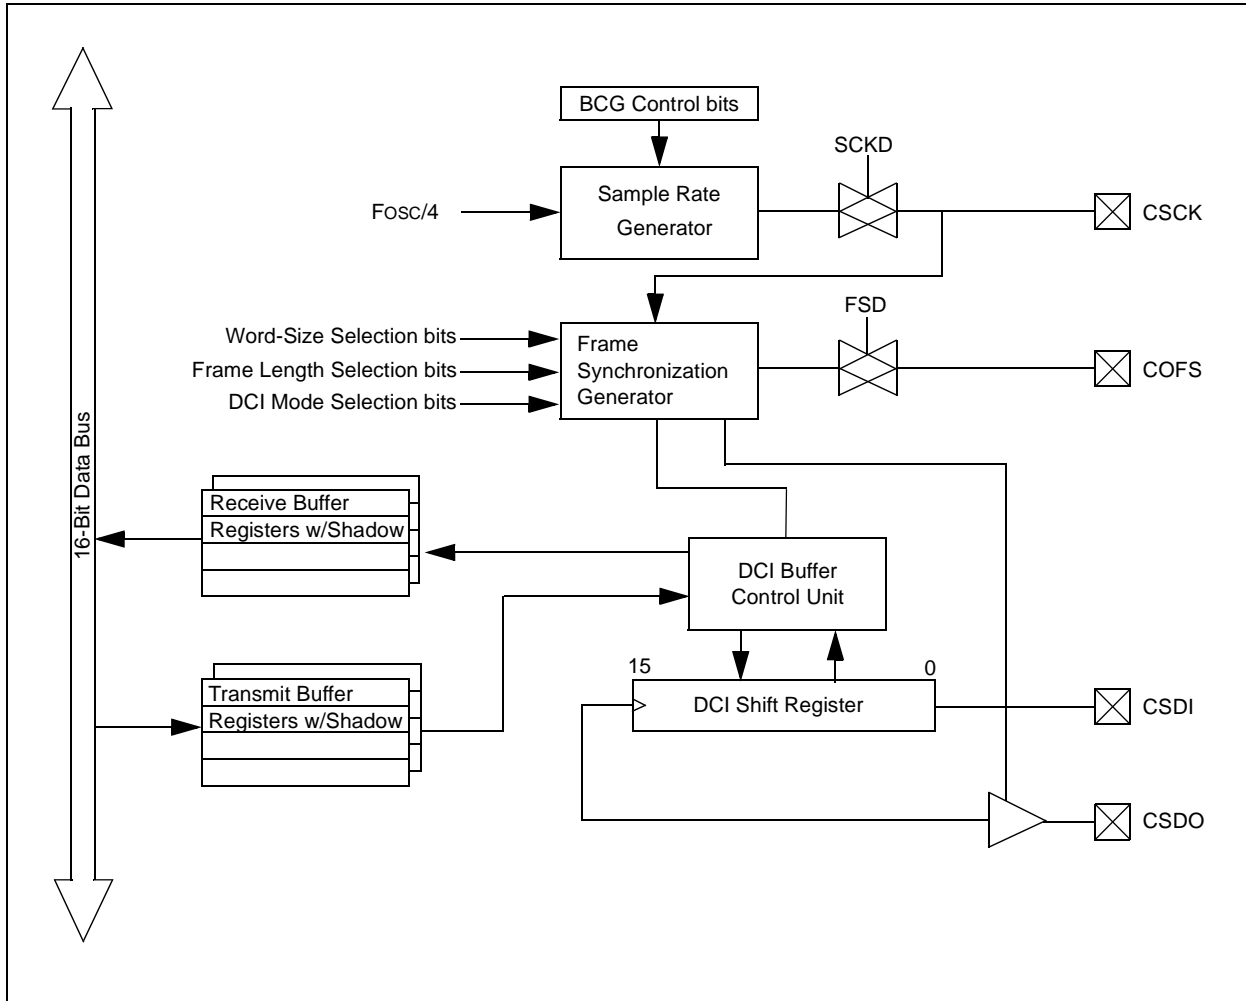 BCG Control bits
SCKD
Sample Rate
Generator
FOSC/4
CSCK
FSD
Word-Size Selection bits
Frame Length Selection bits
DCI Mode Selection bits
Frame
Synchronization
Generator
COFS
16-Bit Data Bus
Receive Buffer
Registers w/Shadow
DCI Buffer
Control Unit
Transmit Buffer
Registers w/Shadow
15
0
DCI Shift Register
CSDI
CSDO